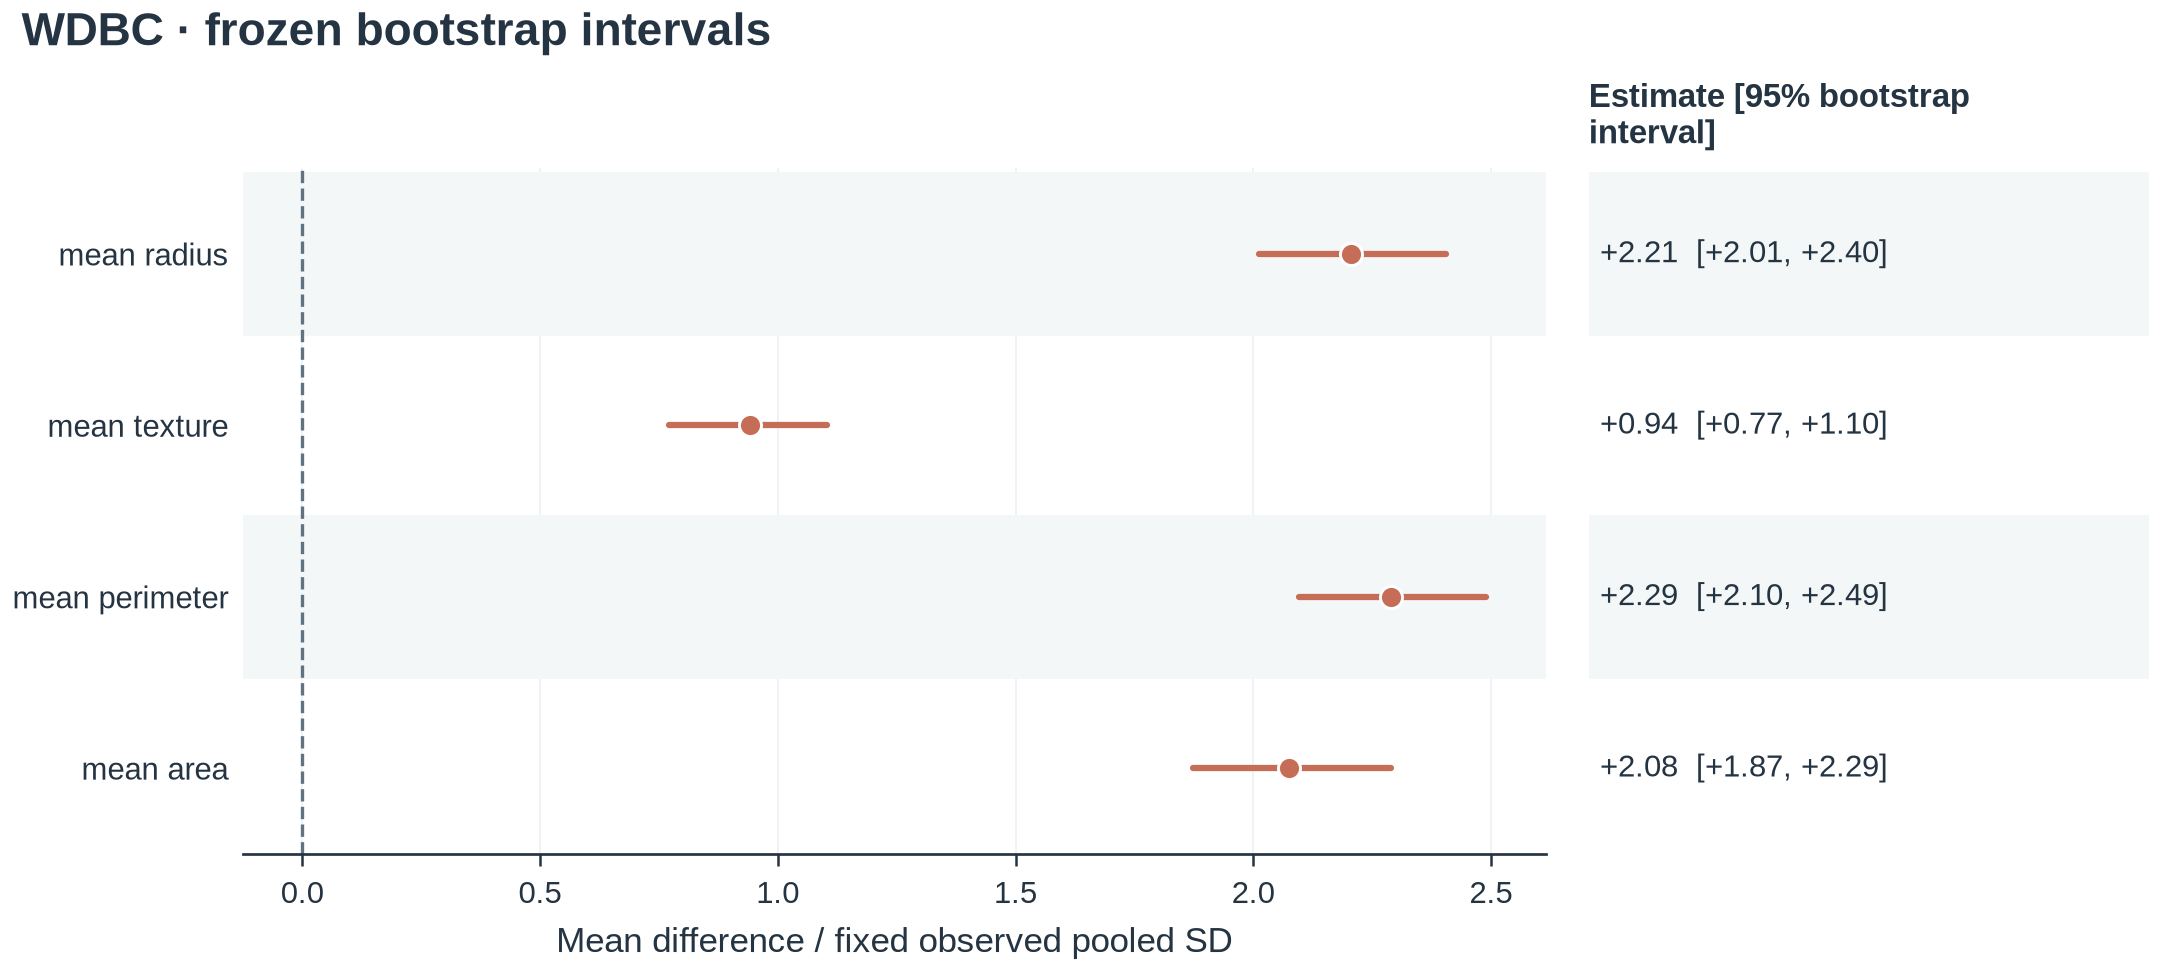 WDBC · frozen bootstrap intervals
Estimate [95% bootstrap
interval]
mean radius
+2.21 [+2.01, +2.40]
mean texture
+0.94 [+0.77, +1.10]
mean perimeter
+2.29 [+2.10, +2.49]
mean area
+2.08 [+1.87, +2.29]
0.0 0.5 1.0 1.5 2.0 2.5
Mean difference / fixed observed pooled SD